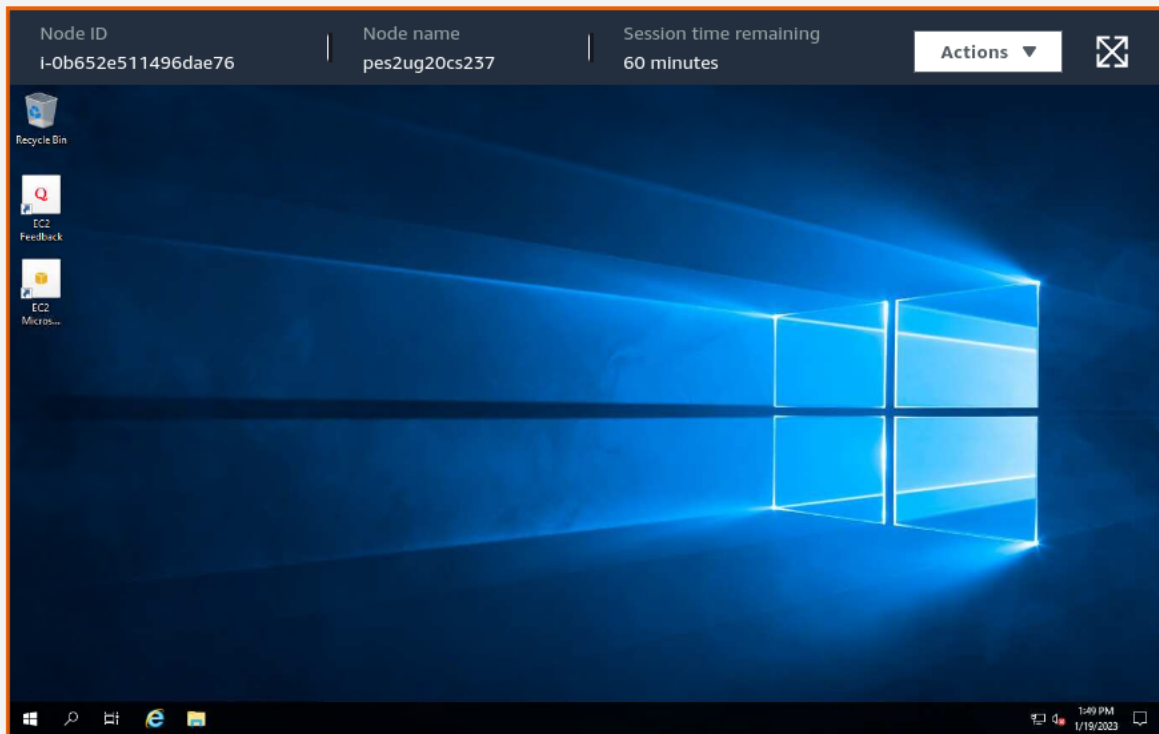 Node ID
i-0b652e511496dae76
Node name
pes2ug20cs237
Session time remaining
60 minutes
Actions
Recycle Bin
Q
EC2
Feedback
EC2
Micros...
1:49 PM
1/19/2023